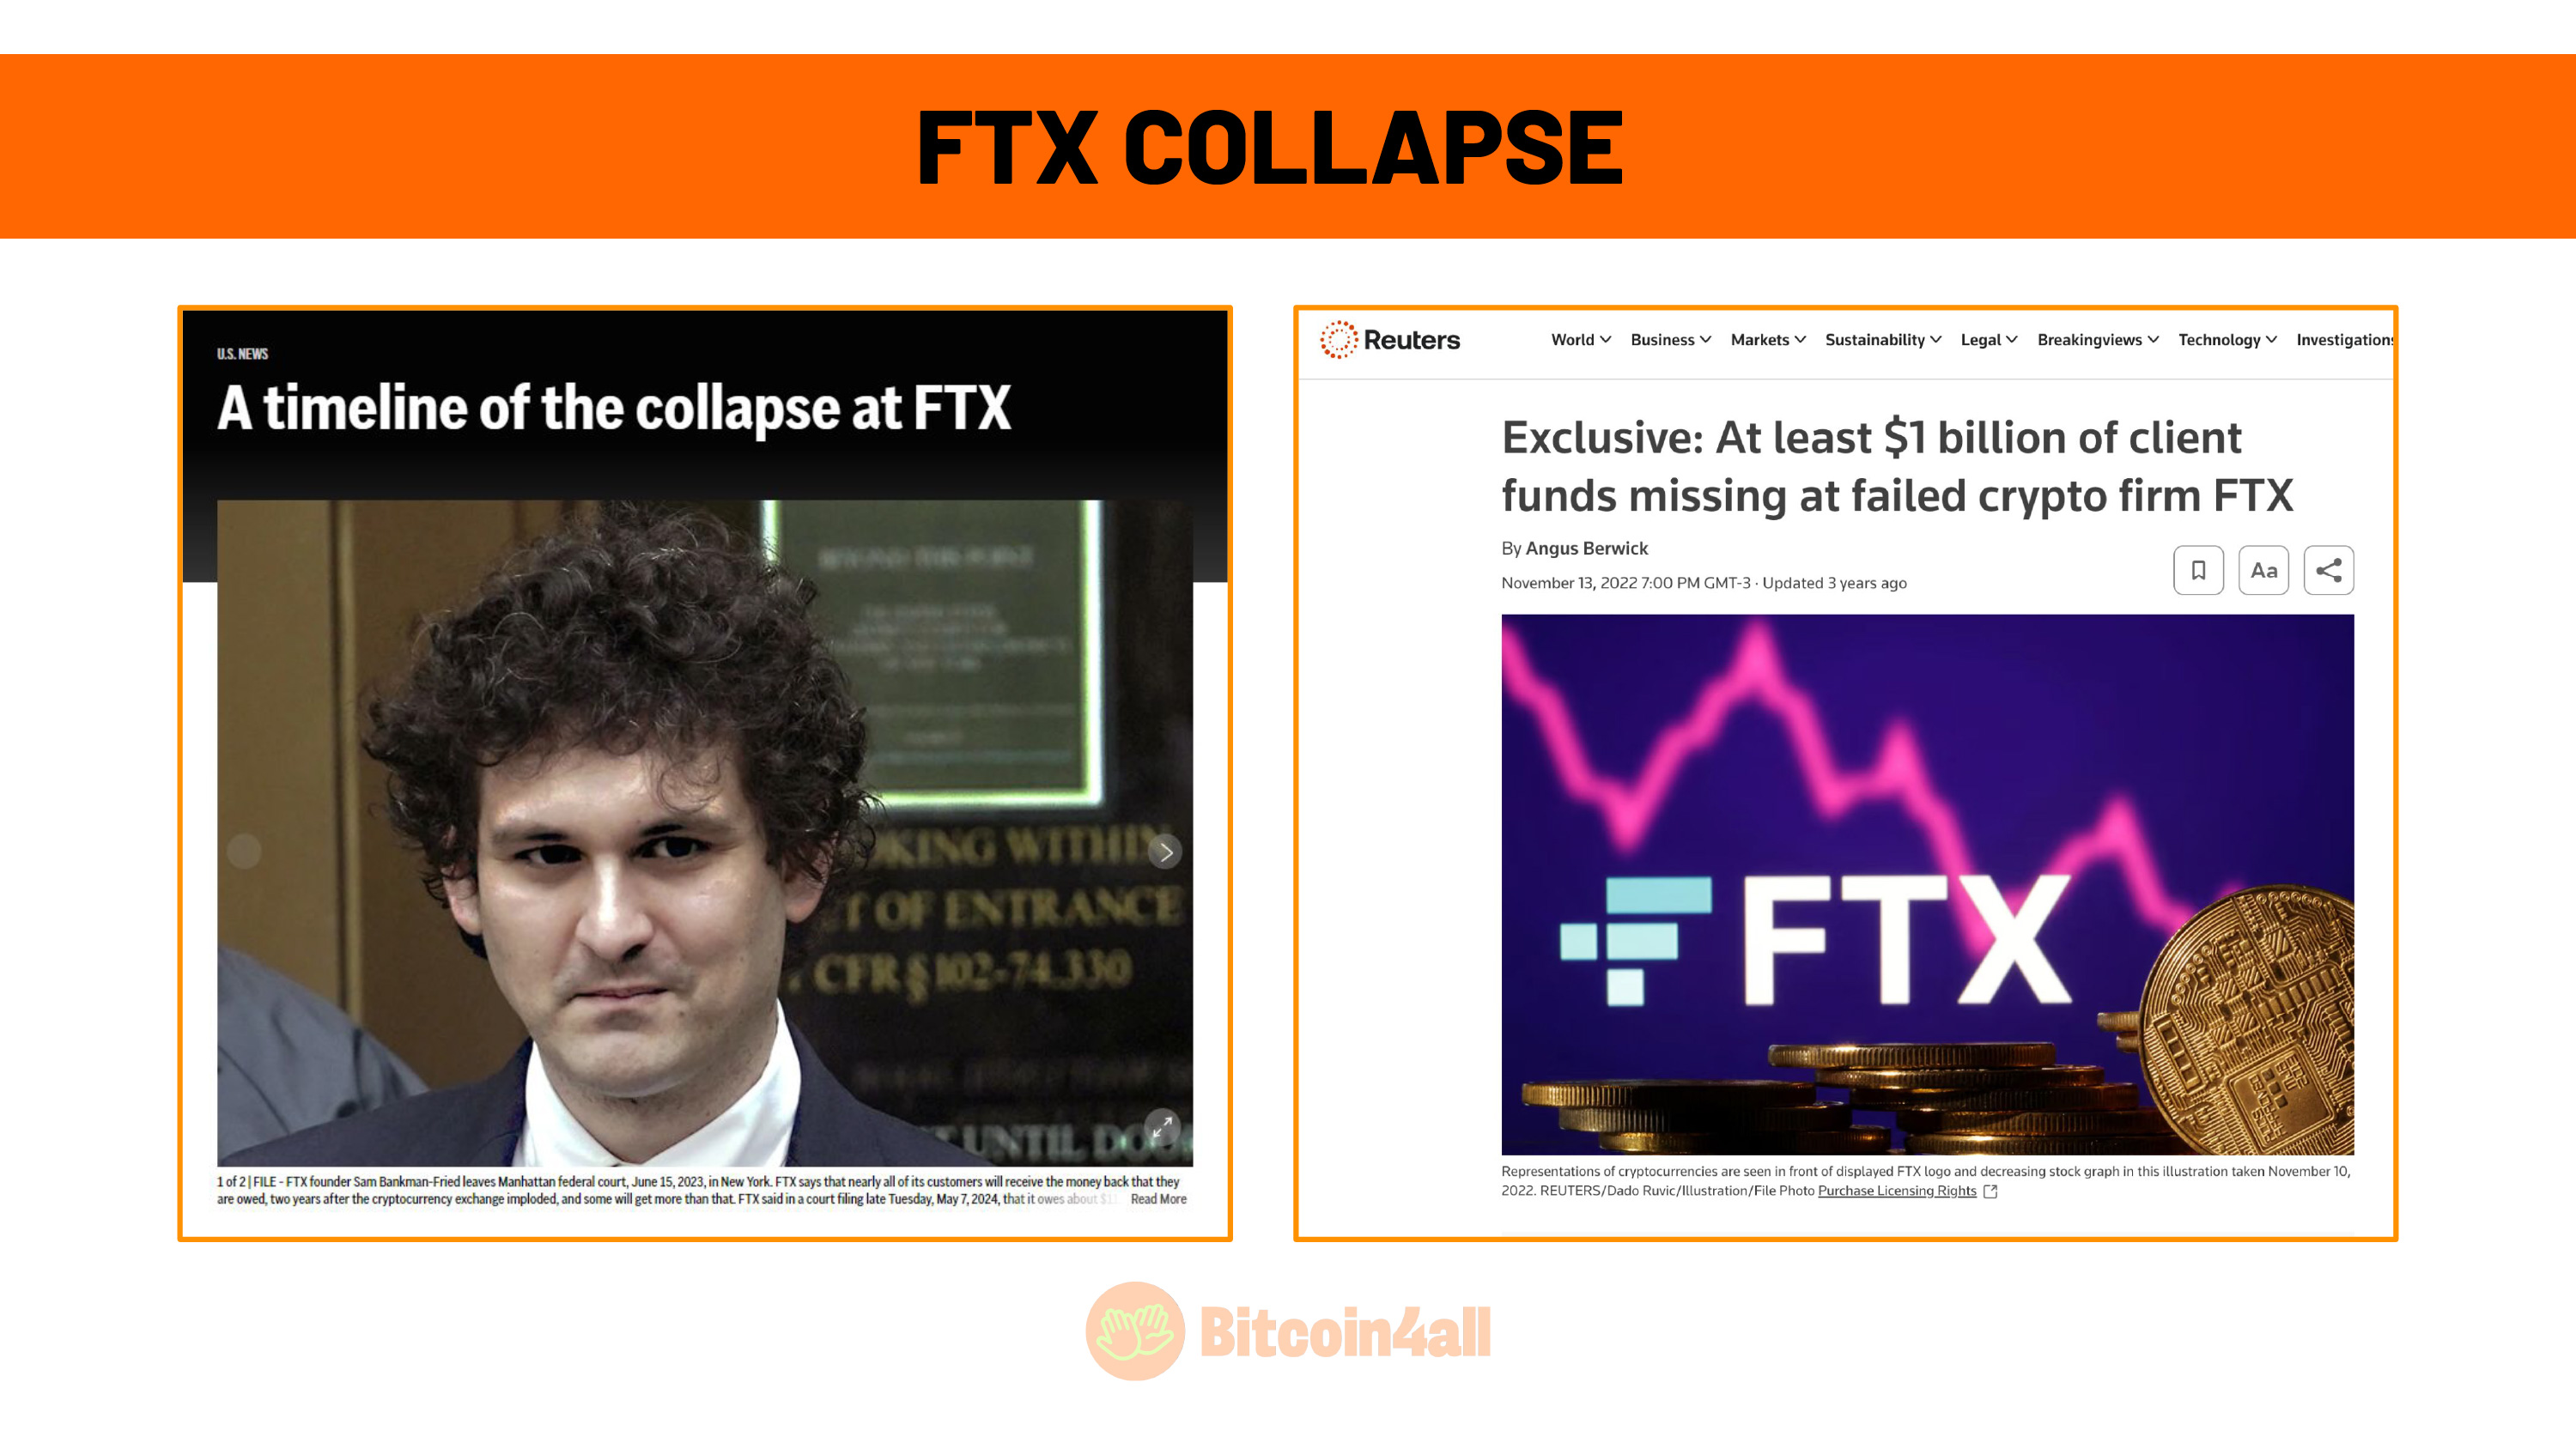 FTX COLLAPSE
U.S. NEWS
A timeline of the collapse at FTX
KING WITHIN
T OF ENTRANCE
CFR § 102-74.330
UNTIL
1 of 2 | FILE - FTX founder Sam Bankman-Fried leaves Manhattan federal court, June 15, 2023, in New York. FTX says that nearly all of its customers will receive the money back that they
are owed, two years after the cryptocurrency exchange imploded, and some will get more than that. FTX said in a court filing late Tuesday, May 7, 2024, that it owes about Read More
Reuters
World Business Markets Sustainability Legal Breakingviews Technology Investigations
Exclusive: At least $1 billion of client
funds missing at failed crypto firm FTX
By Angus Berwick
November 13, 2022 7:00 PM GMT-3 · Updated 3 years ago
Aa
FTX
Representations of cryptocurrencies are seen in front of displayed FTX logo and decreasing stock graph in this illustration taken November 10,
2022. REUTERS/Dado Ruvic/Illustration/File Photo Purchase Licensing Rights
Bitcoin4all